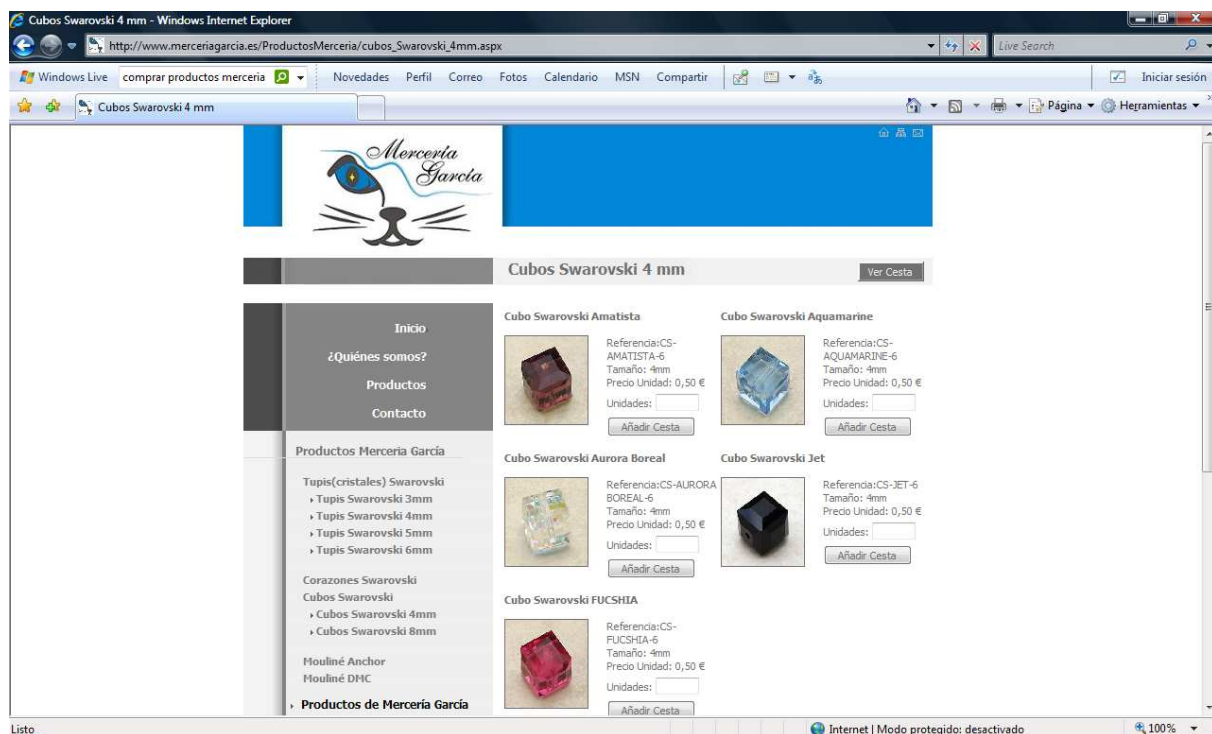 Cubos Swarovski 4 mm - Windows Internet Explorer
http://www.merceriagarcia.es/ProductosMerceria/cubos_Swarovski_4mm.aspx
Live Search
Windows Live
comprar productos merceria
Novedades Perfil Correo Fotos Calendario MSN Compartir
Iniciar sesión
Cubos Swarovski 4 mm
Página
Herramientas
Mercería
García
Cubos Swarovski 4 mm
Ver Cesta
Inicio
¿Quiénes somos?
Productos
Contacto
Productos Merceria García
Tupis(cristales) Swarovski
Tupis Swarovski 3mm
Tupis Swarovski 4mm
Tupis Swarovski 5mm
Tupis Swarovski 6mm
Corazones Swarovski
Cubos Swarovski
Cubos Swarovski 4mm
Cubos Swarovski 8mm
Mouliné Anchor
Mouliné DMC
Productos de Mercería García
Cubo Swarovski Amatista
Referencia:CS-
AMATISTA-6
Tamaño: 4mm
Precio Unidad: 0,50 €
Unidades:
Añadir Cesta
Cubo Swarovski Aquamarine
Referencia:CS-
AQUAMARINE-6
Tamaño: 4mm
Precio Unidad: 0,50 €
Unidades:
Añadir Cesta
Cubo Swarovski Aurora Boreal
Referencia:CS-AURORA
BOREAL-6
Tamaño: 4mm
Precio Unidad: 0,50 €
Unidades:
Añadir Cesta
Cubo Swarovski Jet
Referencia:CS-JET-6
Tamaño: 4mm
Precio Unidad: 0,50 €
Unidades:
Añadir Cesta
Cubo Swarovski FUCSHIA
Referencia:CS-
FUCSHIA-6
Tamaño: 4mm
Precio Unidad: 0,50 €
Unidades:
Añadir Cesta
Listo
Internet | Modo protegido: desactivado
100%